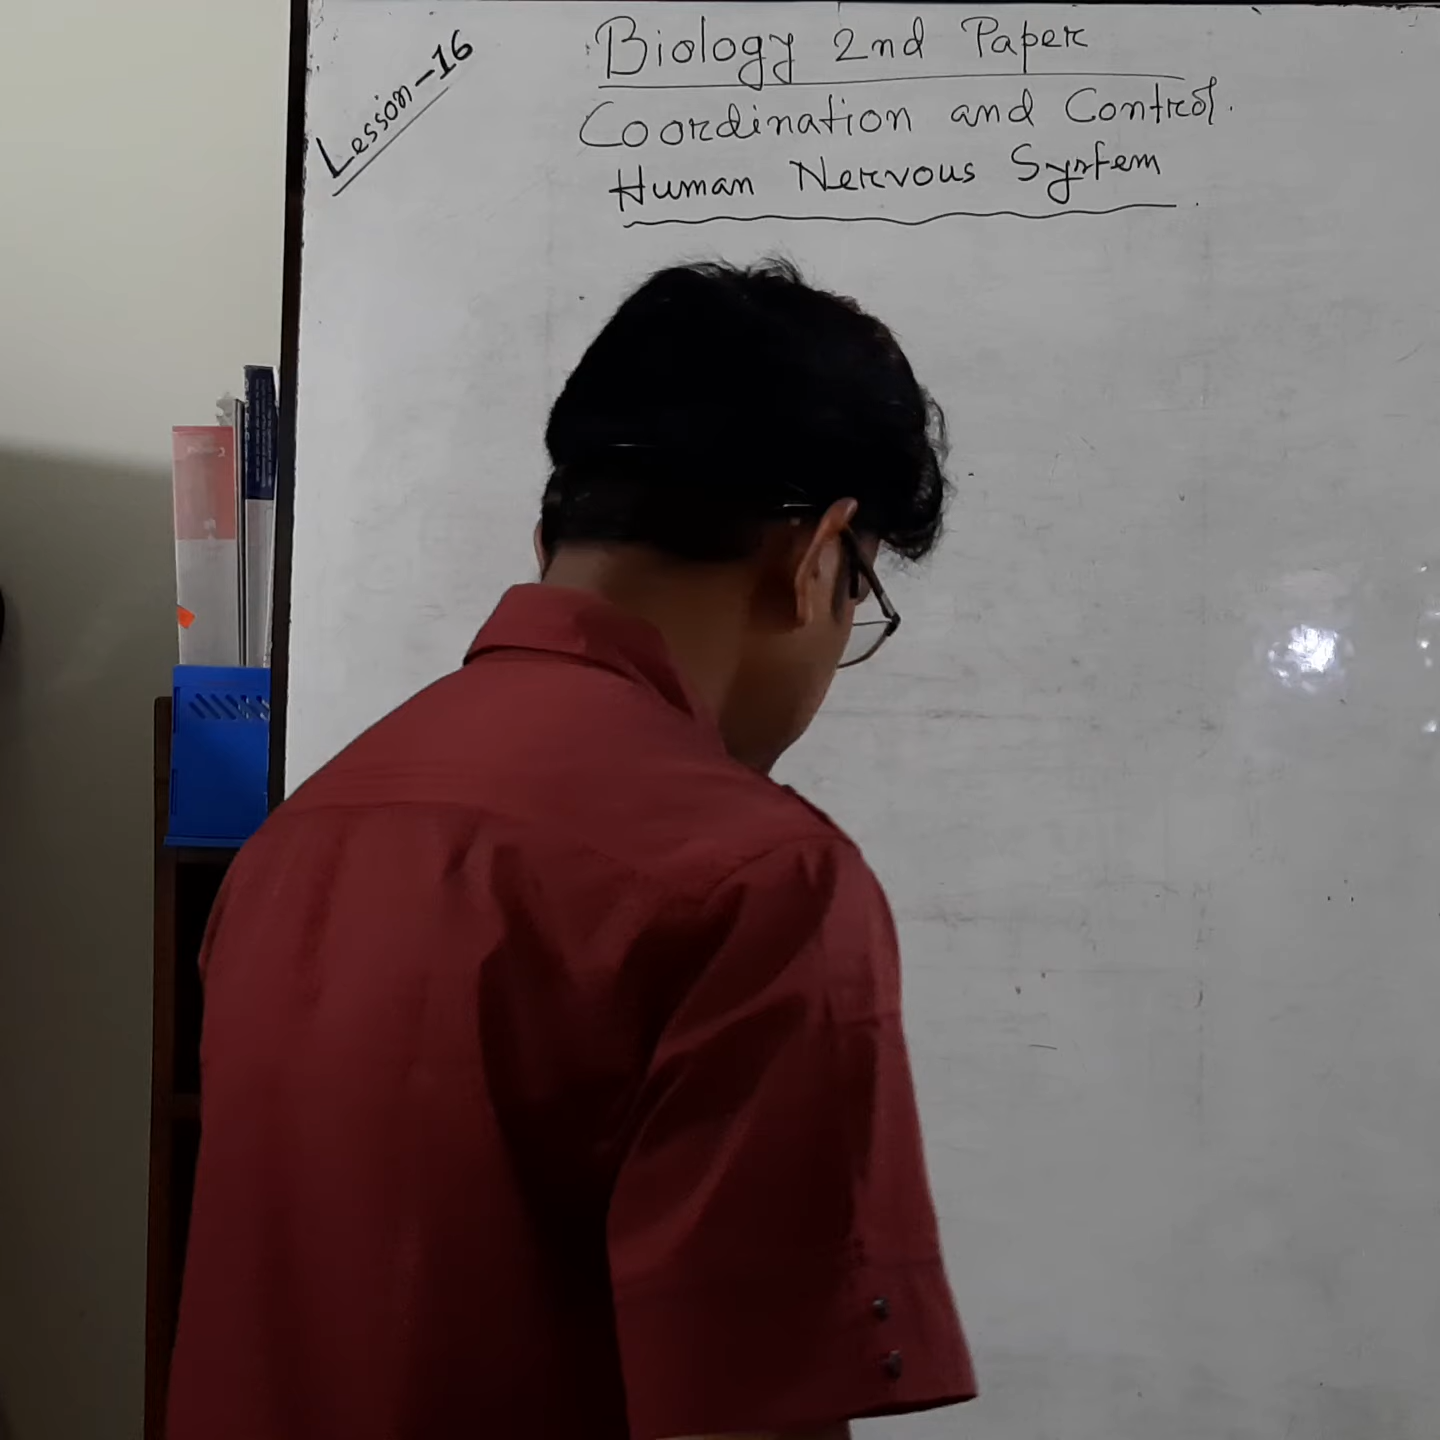 Lesson-16
Biology 2nd Paper
Coordination and Control.
Human Nervous System